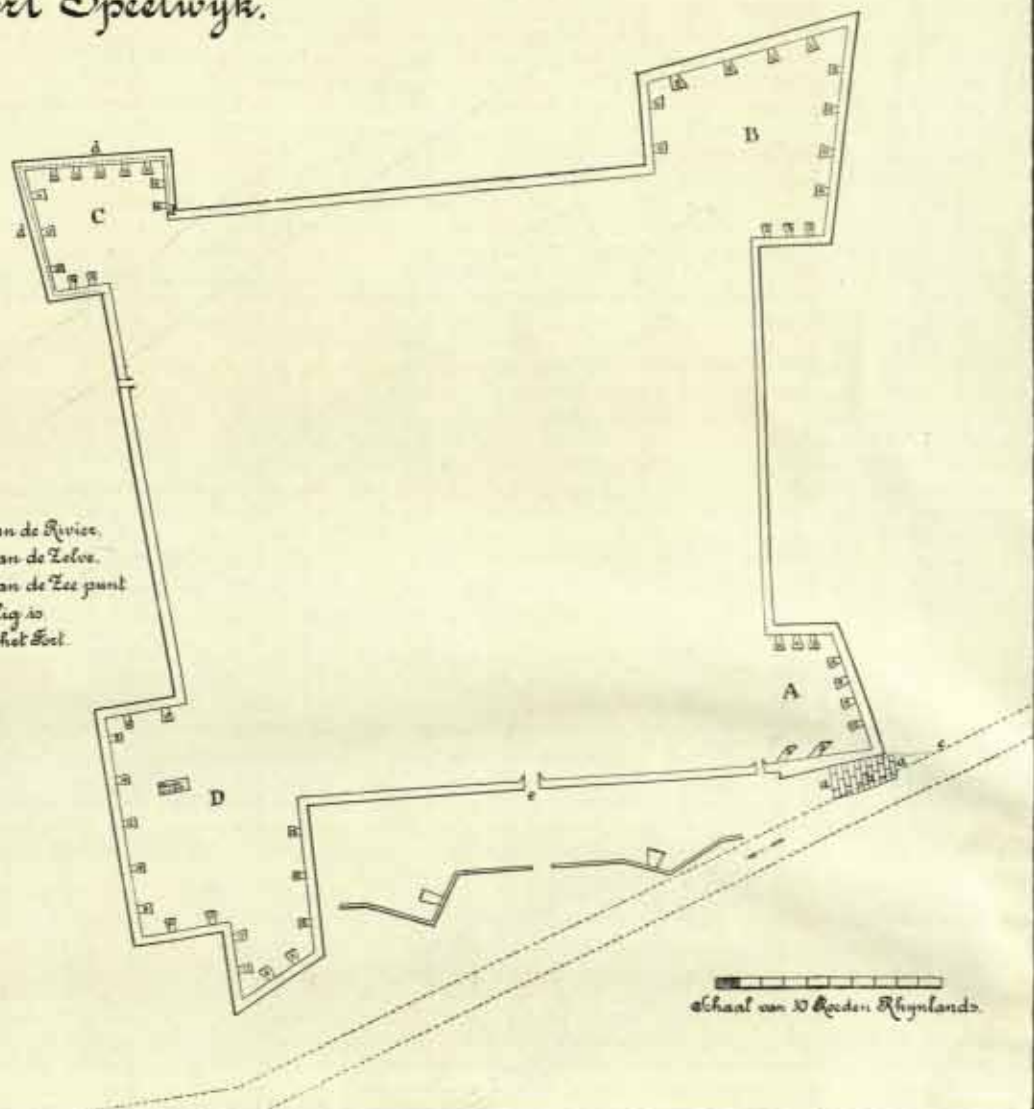 Speelwyk.
B
d
C
d
an de Rivier,
an de Zelve.
an de Zee punt
lig is
het Fort.
A
c
a
a
D
e
Schaal van 10 Roeden Rhynlands.